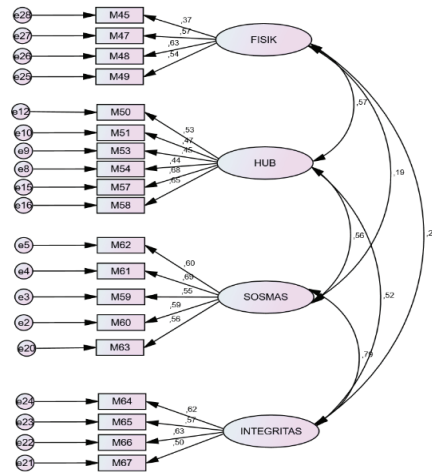 e28 M45 ,37
e27 M47 ,57
e26 M48 ,63
e25 M49 ,54
FISIK
,57
e12 M50 ,53
e10 M51 ,47
e9 M53 ,45
e8 M54 ,44
e15 M57 ,68
e16 M58 ,65
HUB
,19
,56
,52
e5 M62 ,60
e4 M61 ,69
e3 M59 ,55
e2 M60 ,59
e20 M63 ,56
SOSMAS
,79
e24 M64 ,62
e23 M65 ,57
e22 M66 ,63
e21 M67 ,50
INTEGRITAS